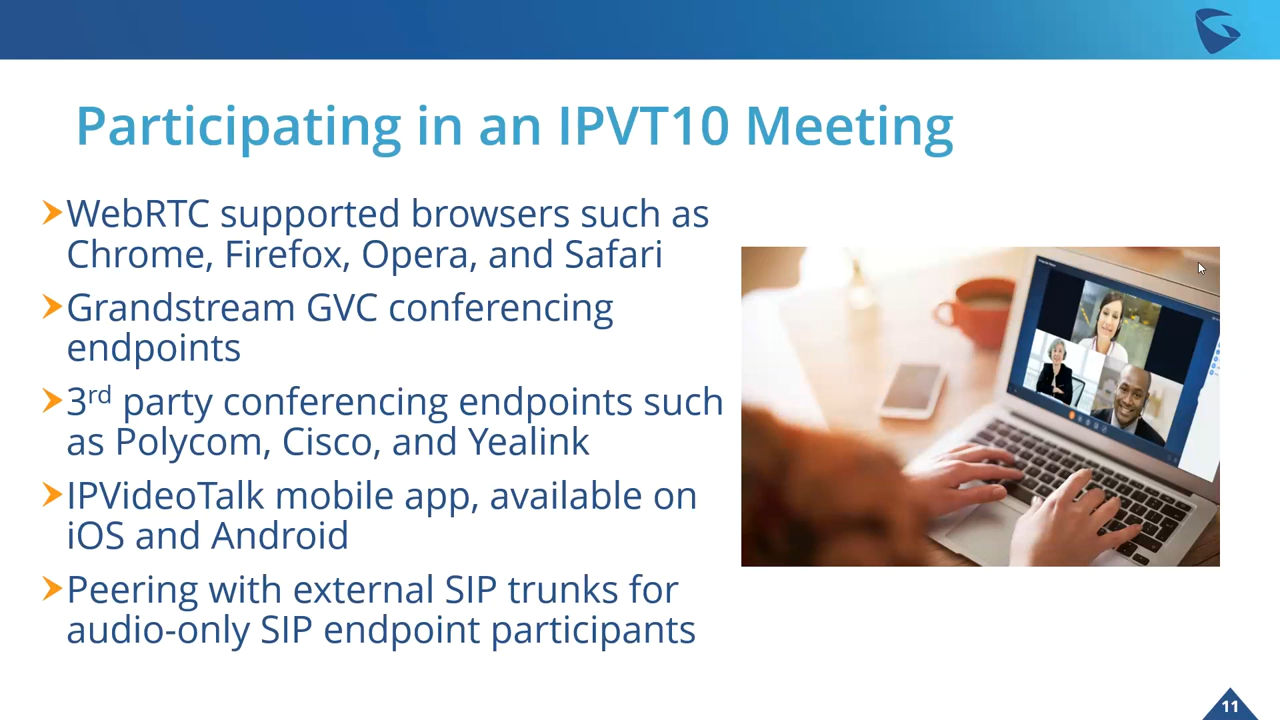 Participating in an IPVT10 Meeting
WebRTC supported browsers such as
Chrome, Firefox, Opera, and Safari
Grandstream GVC conferencing
endpoints
3rd party conferencing endpoints such
as Polycom, Cisco, and Yealink
IPVideoTalk mobile app, available on
iOS and Android
Peering with external SIP trunks for
audio-only SIP endpoint participants
11